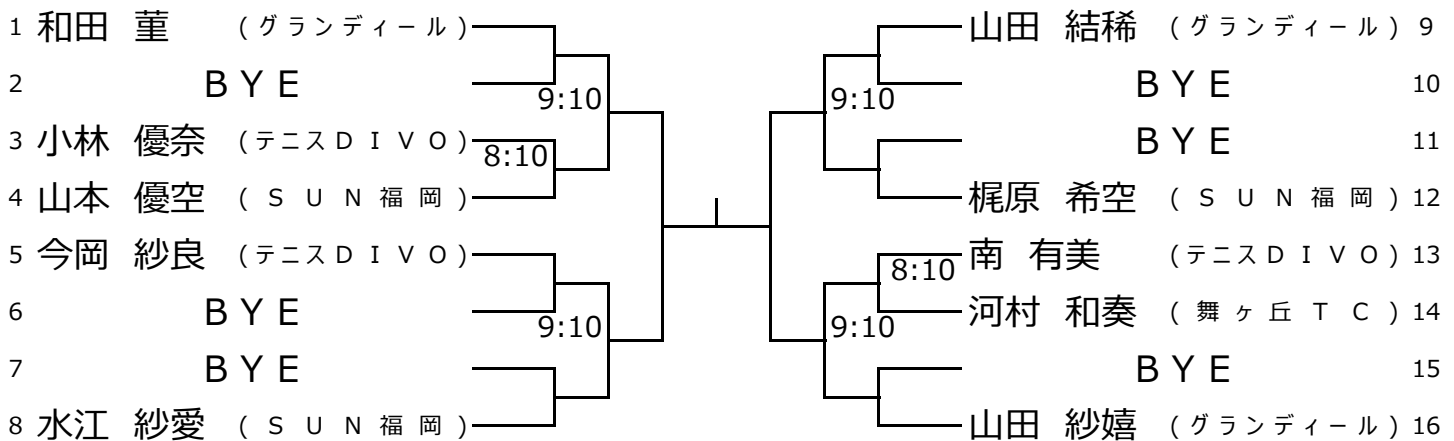 1 和田 菫 (グランディール)
2 BYE
9:10
3 小林 優奈 (テニスDIVO)
8:10
4 山本 優空 (SUN福岡)
5 今岡 紗良 (テニスDIVO)
6 BYE
9:10
7 BYE
8 水江 紗愛 (SUN福岡)
山田 結稀 (グランディール) 9
BYE 10
9:10
BYE 11
梶原 希空 (SUN福岡) 12
南 有美 (テニスDIVO) 13
8:10
河村 和奏 (舞ヶ丘TC) 14
9:10
BYE 15
山田 紗嬉 (グランディール) 16